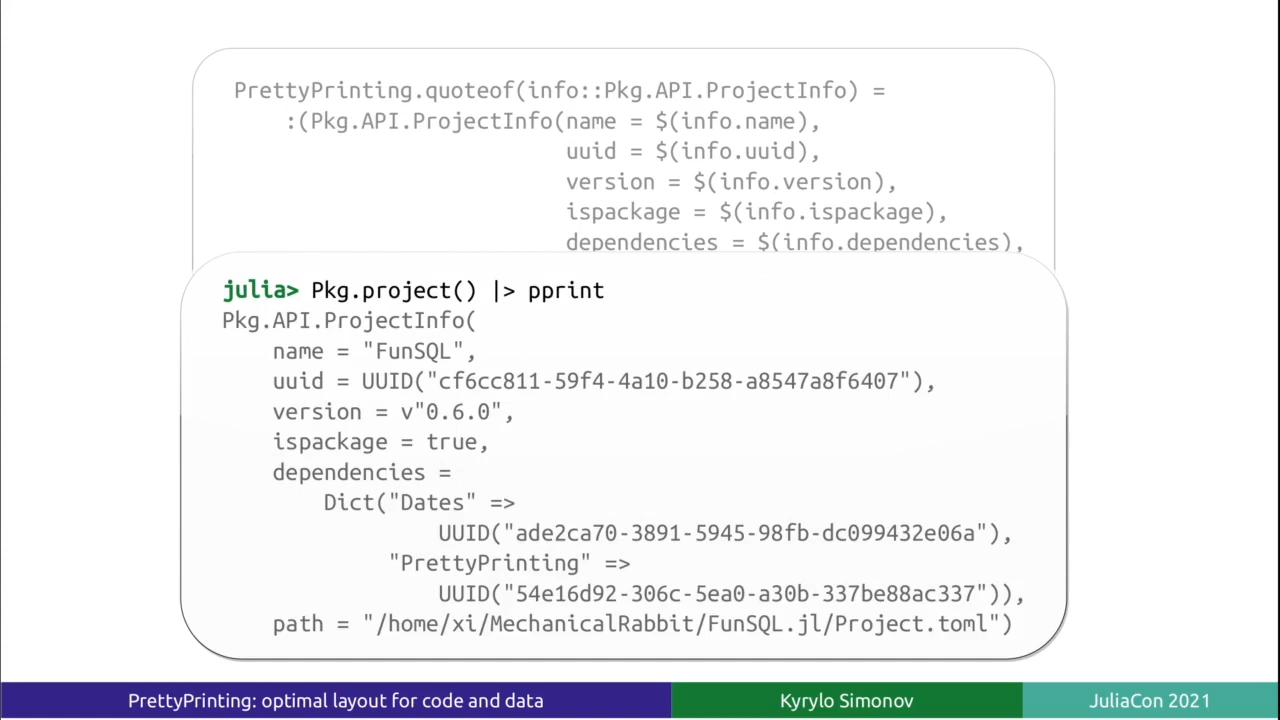 PrettyPrinting.quoteof(info::Pkg.API.ProjectInfo) =
:(Pkg.API.ProjectInfo(name = $(info.name),
uuid = $(info.uuid),
version = $(info.version),
ispackage = $(info.ispackage),
dependencies = $(info.dependencies),
julia> Pkg.project() |> pprint
Pkg.API.ProjectInfo(
name = "FunSQL",
uuid = UUID("cf6cc811-59f4-4a10-b258-a8547a8f6407"),
version = v"0.6.0",
ispackage = true,
dependencies =
Dict("Dates" =>
UUID("ade2ca70-3891-5945-98fb-dc099432e06a"),
"PrettyPrinting" =>
UUID("54e16d92-306c-5ea0-a30b-337be88ac337")),
path = "/home/xi/MechanicalRabbit/FunSQL.jl/Project.toml")
PrettyPrinting: optimal layout for code and data
Kyrylo Simonov
JuliaCon 2021